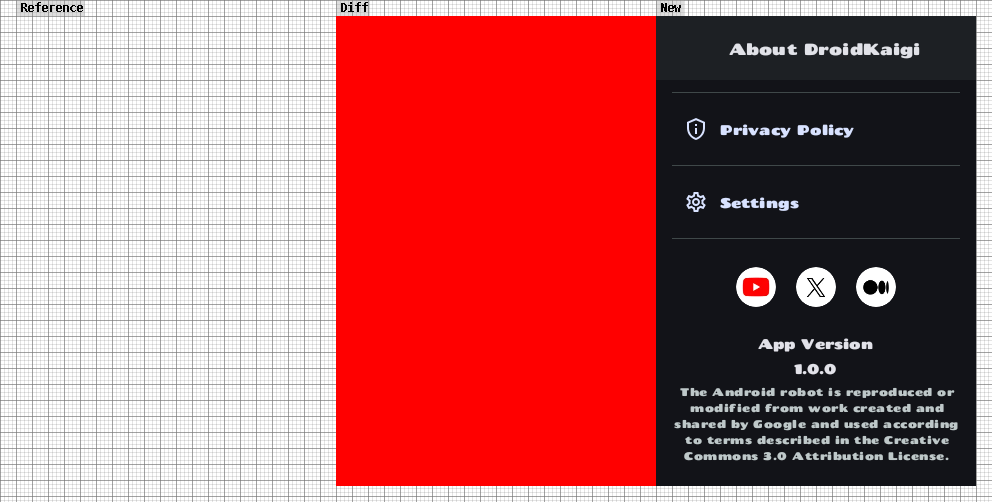 Reference
Diff
New
About DroidKaigi
Privacy Policy
Settings
App Version
1.0.0
The Android robot is reproduced or
modified from work created and
shared by Google and used according
to terms described in the Creative
Commons 3.0 Attribution License.